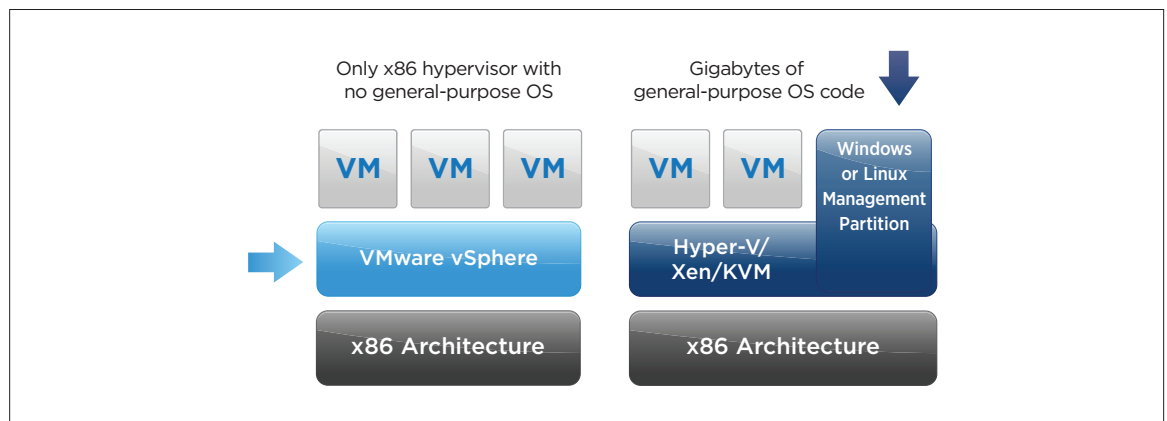 Only x86 hypervisor with
no general-purpose OS
VM
VM
VM
VMware vSphere
x86 Architecture
Gigabytes of
general-purpose OS code
VM
VM
Windows
or Linux
Management
Partition
Hyper-V/
Xen/KVM
x86 Architecture